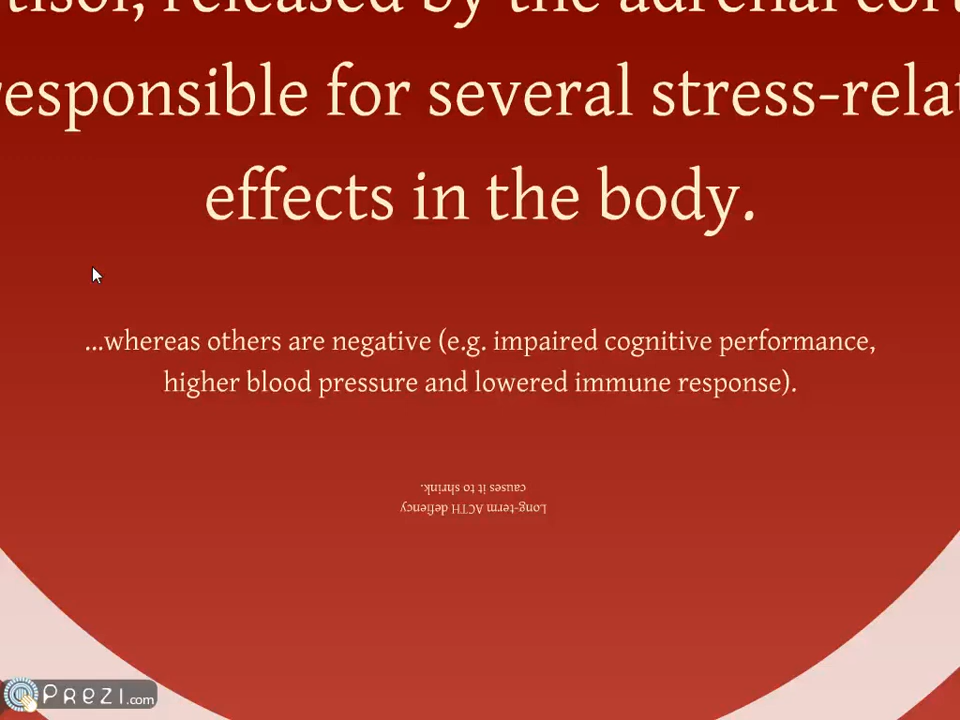 responsible for several stress-relat
effects in the body.
...whereas others are negative (e.g. impaired cognitive performance,
higher blood pressure and lowered immune response).
Long-term ACTH defiency
causes it to shrink.
PREZI.com